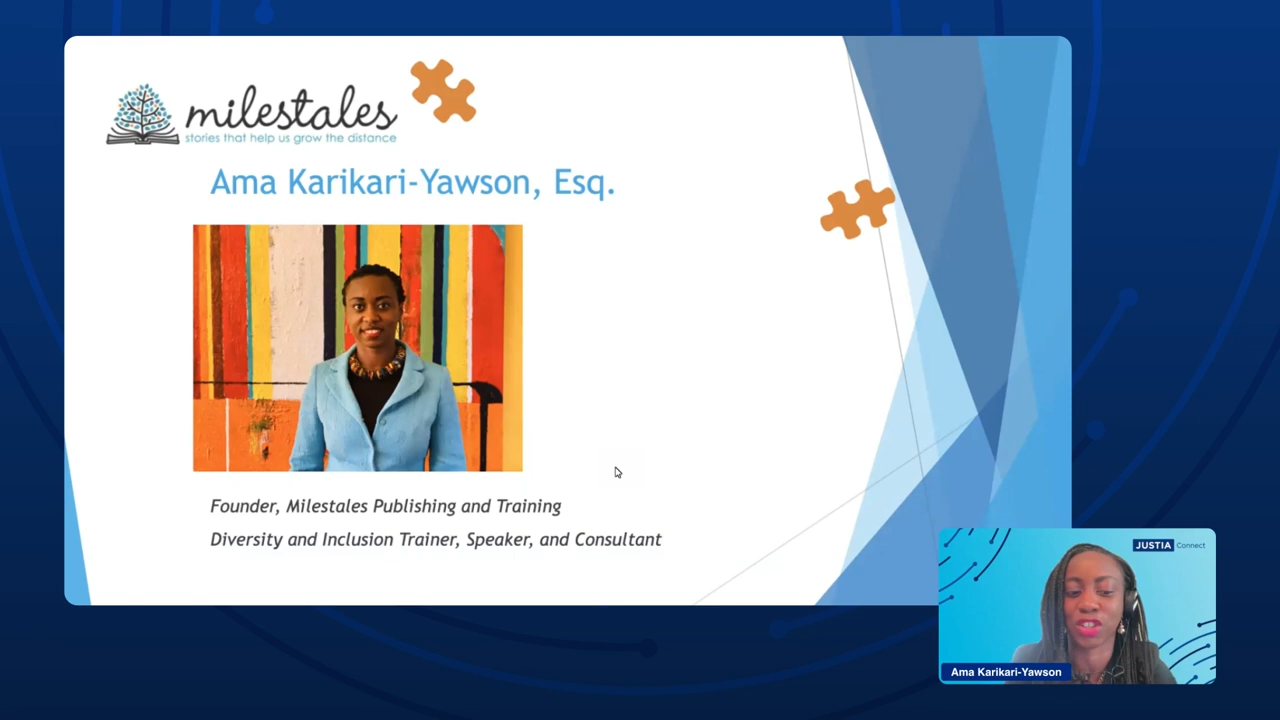 milestales
stories that help us grow the distance
Ama Karikari-Yawson, Esq.
Founder, Milestales Publishing and Training
Diversity and Inclusion Trainer, Speaker, and Consultant
JUSTIA Connect
Ama Karikari-Yawson